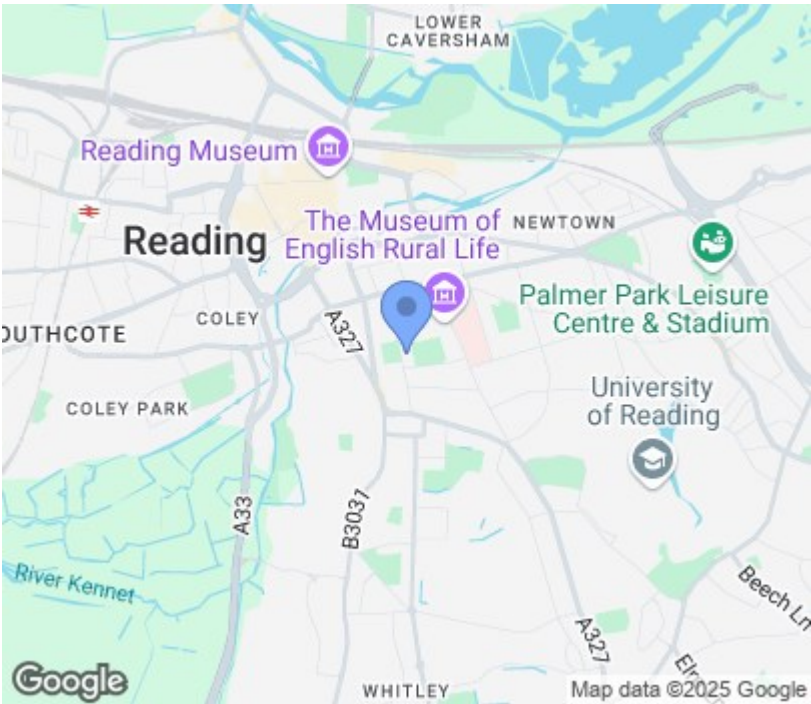 LOWER
CAVERSHAM
Reading Museum
The Museum of
English Rural Life
NEWTOWN
Reading
Palmer Park Leisure
Centre & Stadium
COLEY
A327
OUTHCOTE
COLEY PARK
University
of Reading
A33
B3031
River Kennet
Beech Ln
A327
WHITLEY
Google
Map data ©2025 Google